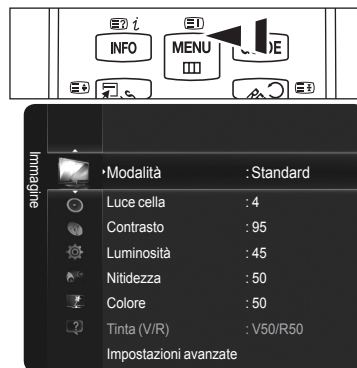 INFO
MENU
Immagine
Modalità : Standard
Luce cella : 4
Contrasto : 95
Luminosità : 45
Nitidezza : 50
Colore : 50
Tinta (V/R) : V50/R50
Impostazioni avanzate